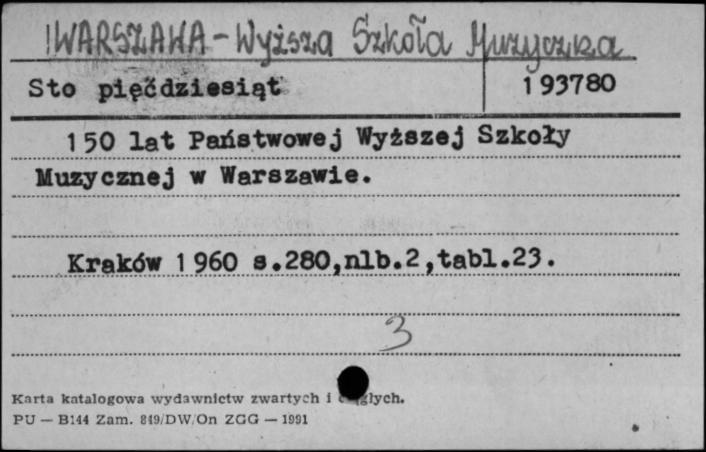 WARSZAWA - Wyższa Szkoła Muzyczna
Sto pięćdziesiąt 193780
150 lat Państwowej Wyższej Szkoły
Muzycznej w Warszawie.
Kraków 1960 s.280,nlb.2,tabl.23.
3
Karta katalogowa wydawnictw zwartych i
PU — B144 Zam. 849/DW/On ZGG — 1991